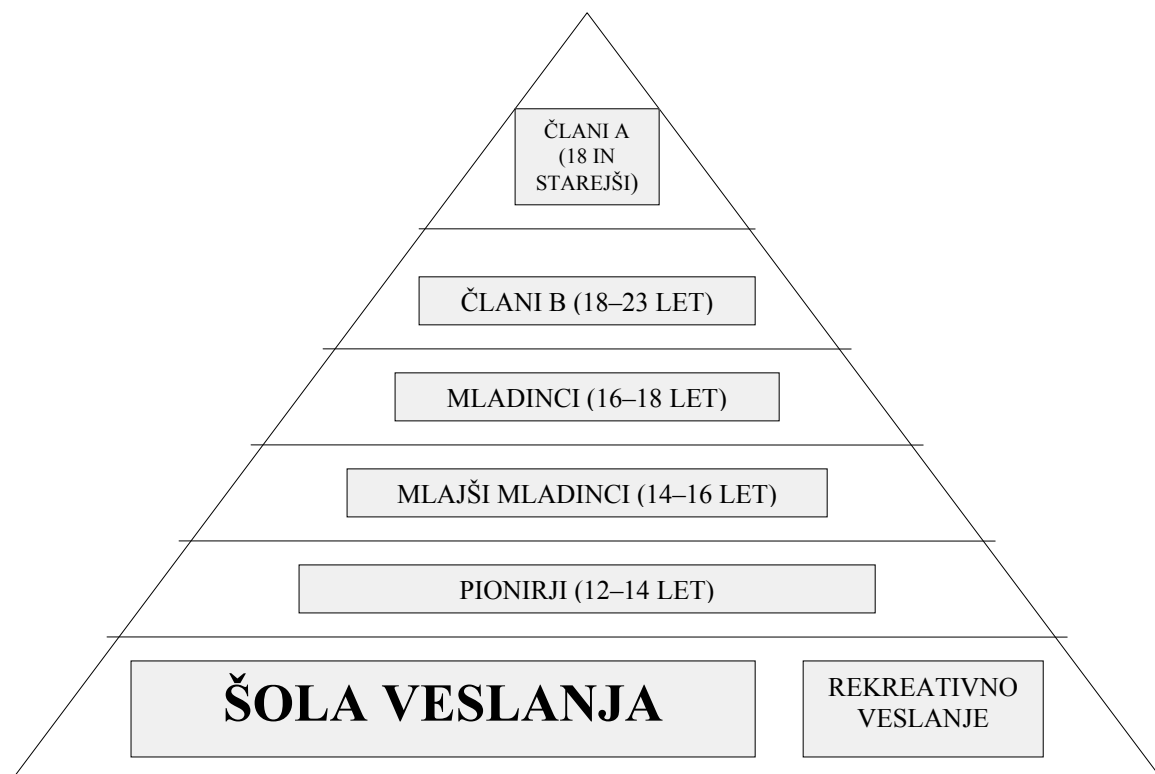 ČLANI A
(18 IN
STAREJŠI)
ČLANI B (18–23 LET)
MLADINCI (16–18 LET)
MLAJŠI MLADINCI (14–16 LET)
PIONIRJI (12–14 LET)
ŠOLA VESLANJA
REKREATIVNO
VESLANJE